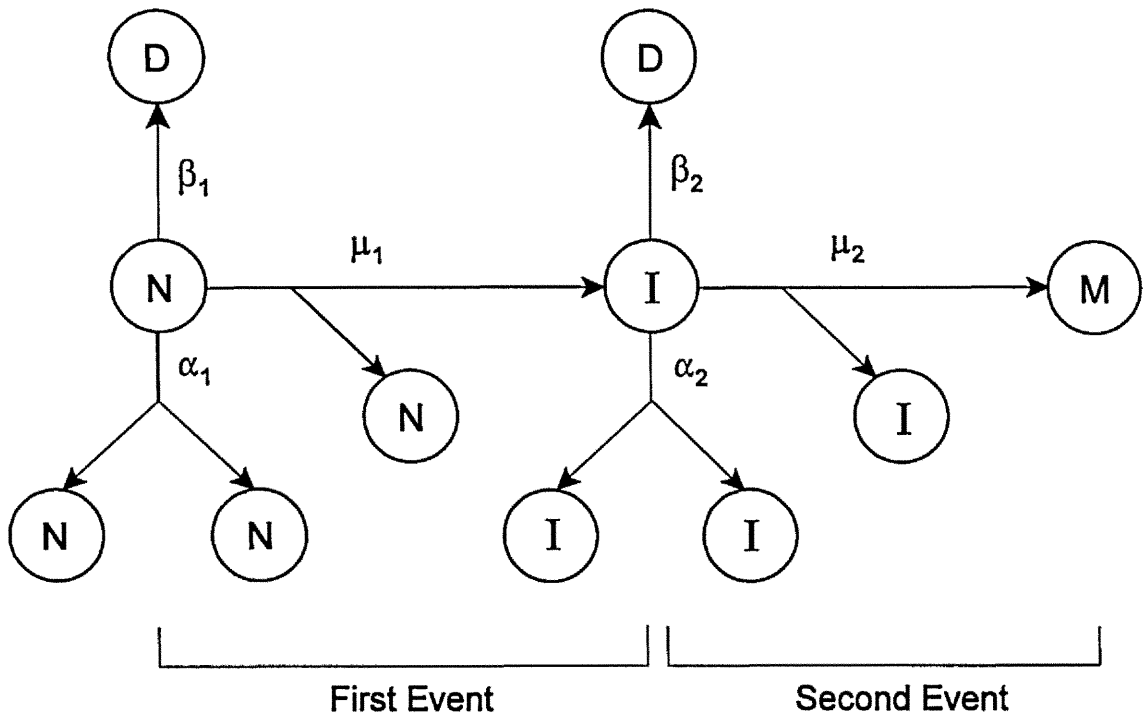 D D
β₁ β₂
μ₁ μ₂
N I M
α₁ α₂
N I
N N I I
First Event Second Event